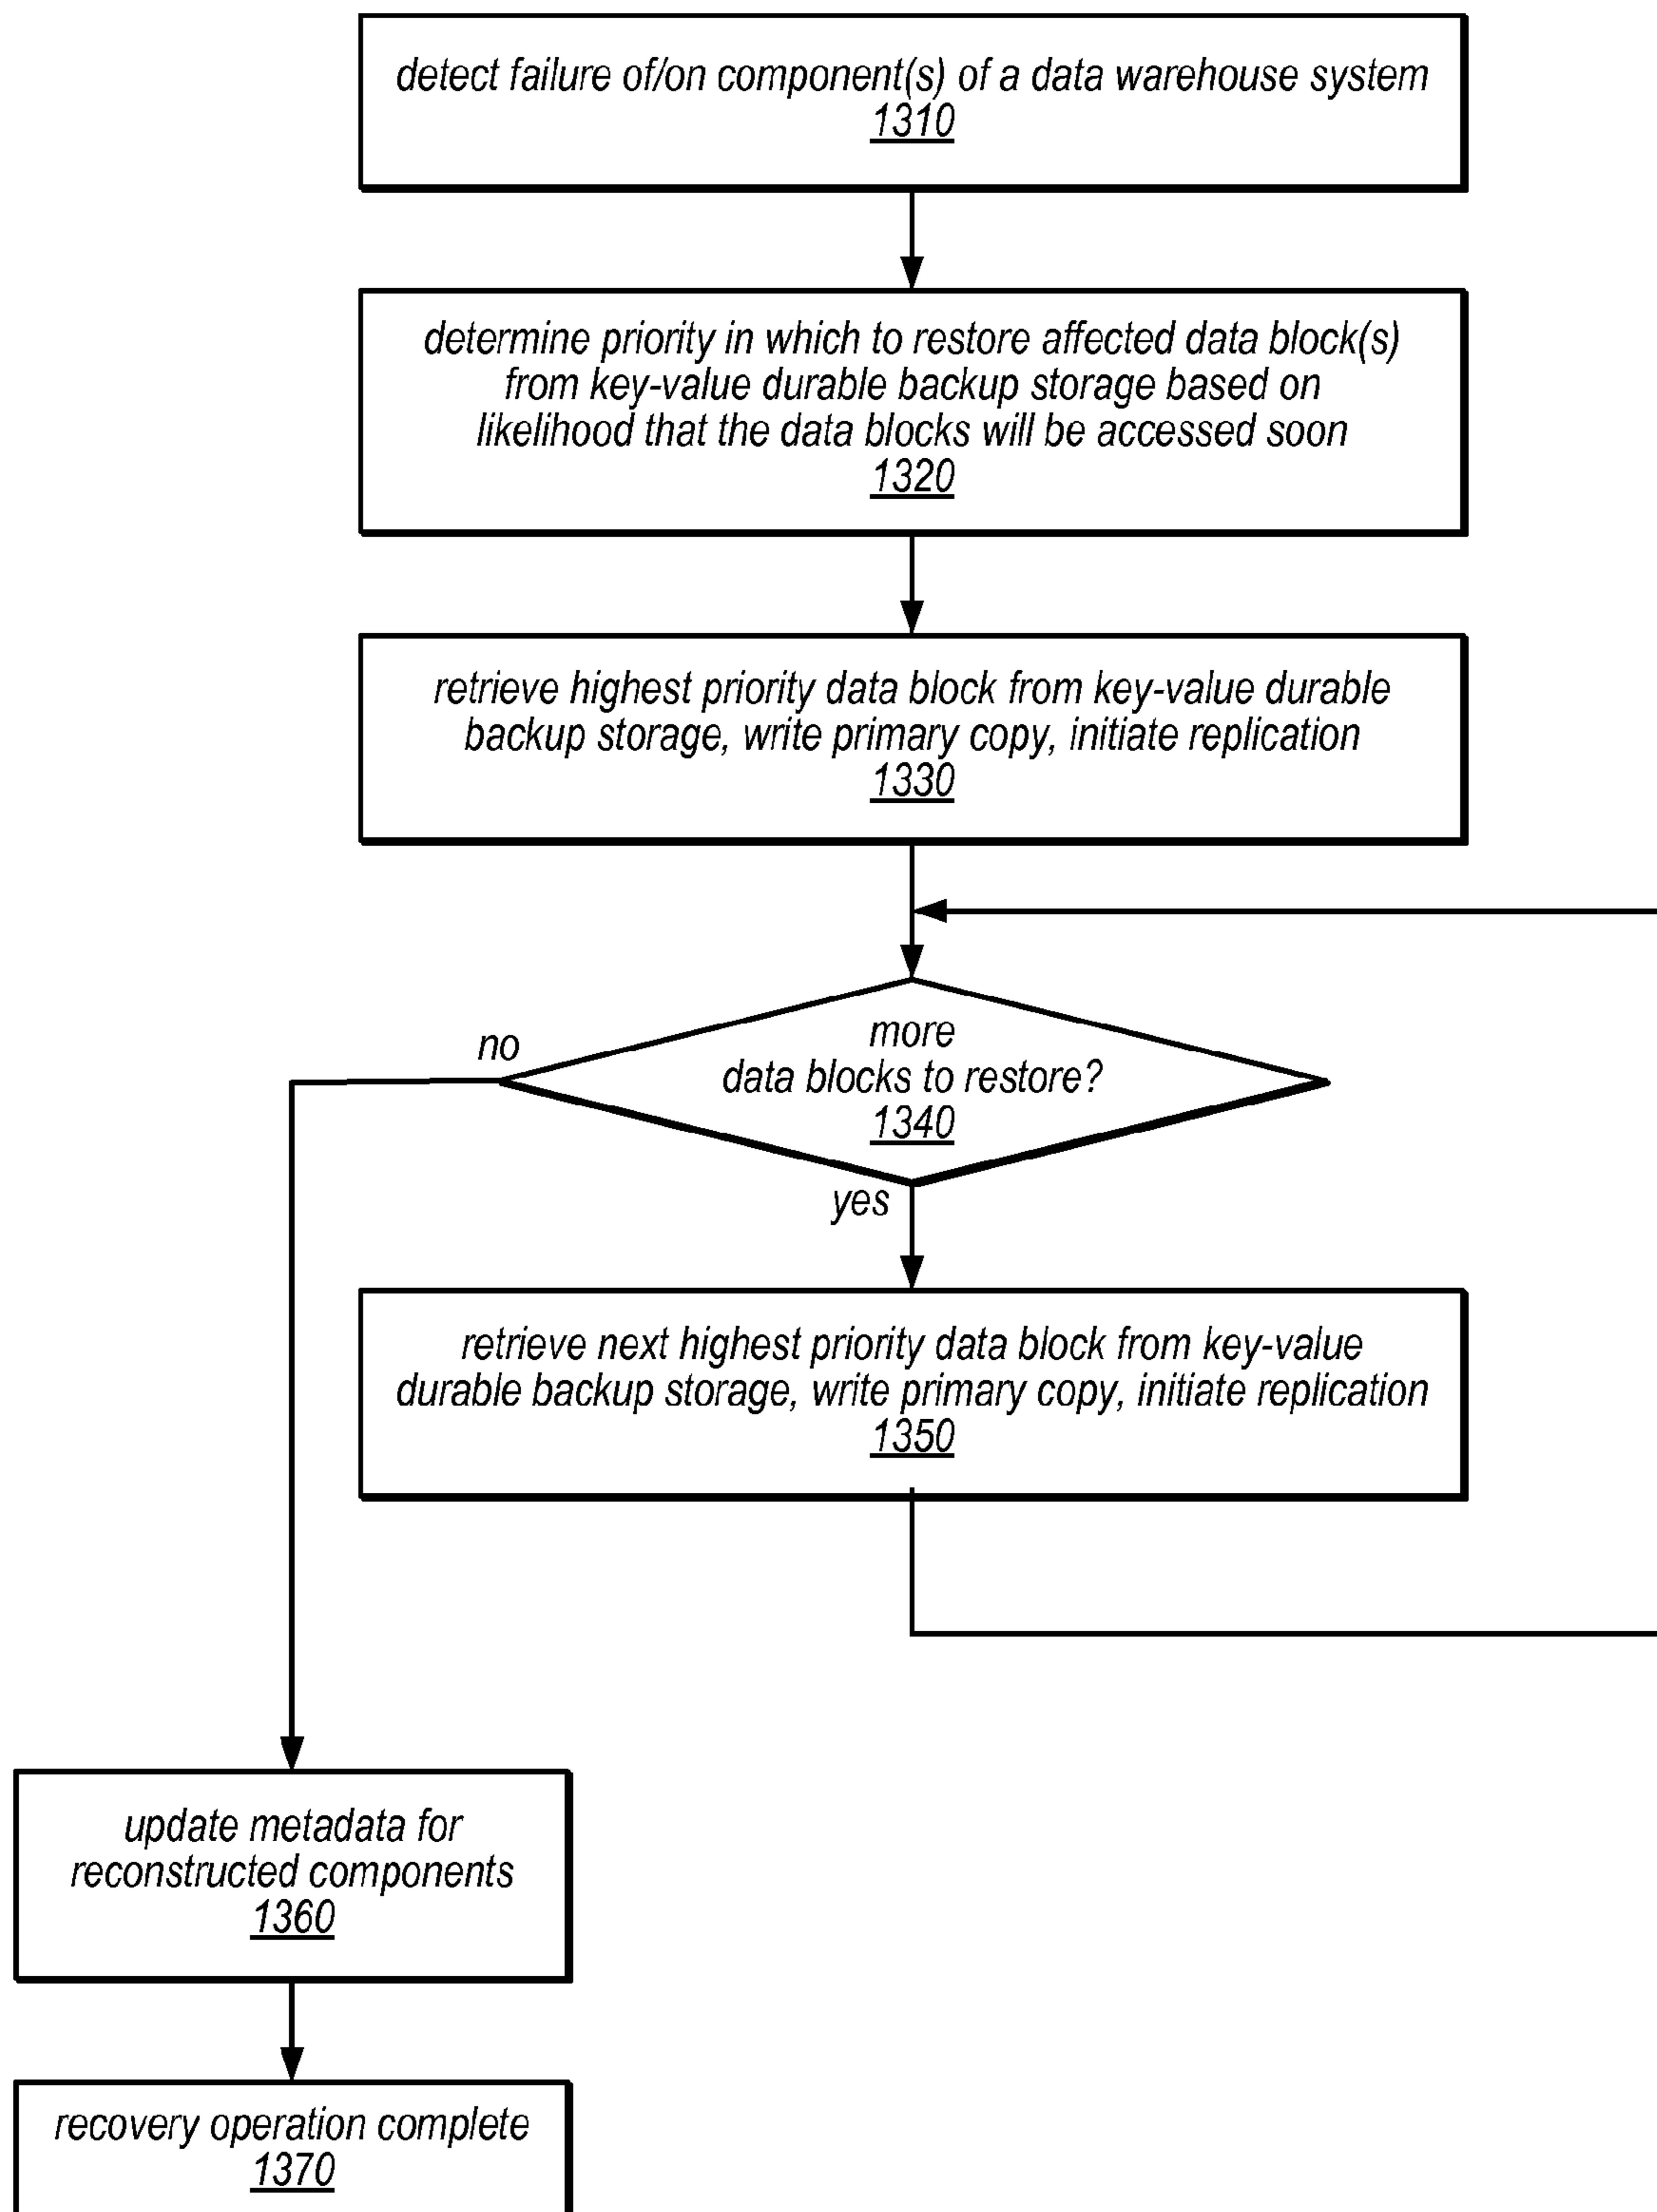 detect failure of/on component(s) of a data warehouse system
1310
determine priority in which to restore affected data block(s)
from key-value durable backup storage based on
likelihood that the data blocks will be accessed soon
1320
retrieve highest priority data block from key-value durable
backup storage, write primary copy, initiate replication
1330
more
data blocks to restore?
1340
no
yes
retrieve next highest priority data block from key-value
durable backup storage, write primary copy, initiate replication
1350
update metadata for
reconstructed components
1360
recovery operation complete
1370